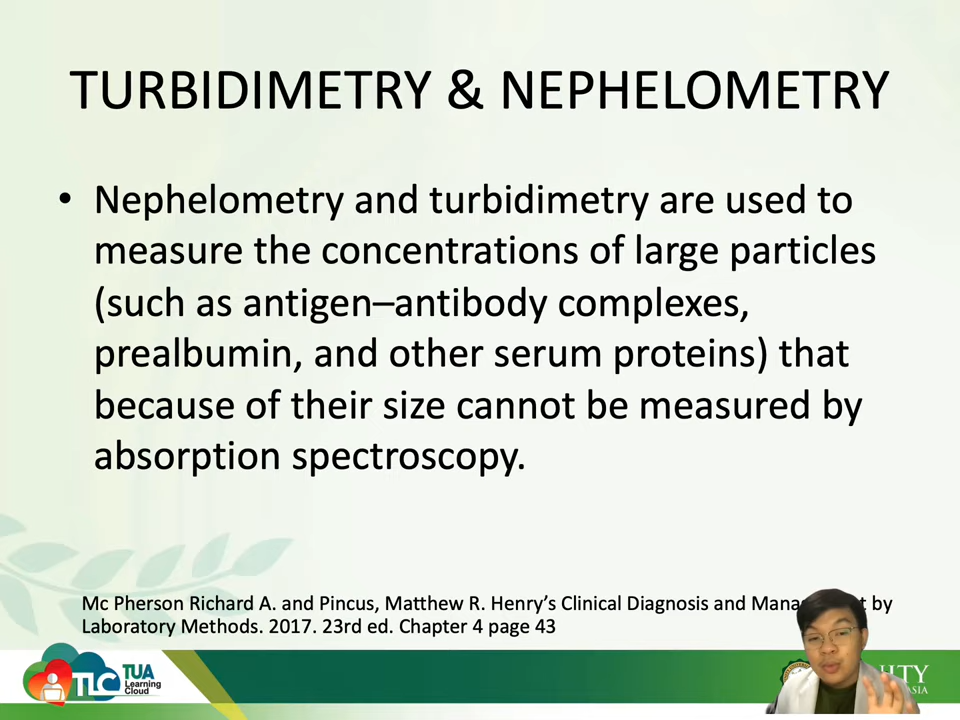 TURBIDIMETRY & NEPHELOMETRY
• Nephelometry and turbidimetry are used to
measure the concentrations of large particles
(such as antigen–antibody complexes,
prealbumin, and other serum proteins) that
because of their size cannot be measured by
absorption spectroscopy.
Mc Pherson Richard A. and Pincus, Matthew R. Henry’s Clinical Diagnosis and by
Laboratory Methods. 2017. 23rd ed. Chapter 4 page 43
TLC TUA
Learning
Cloud